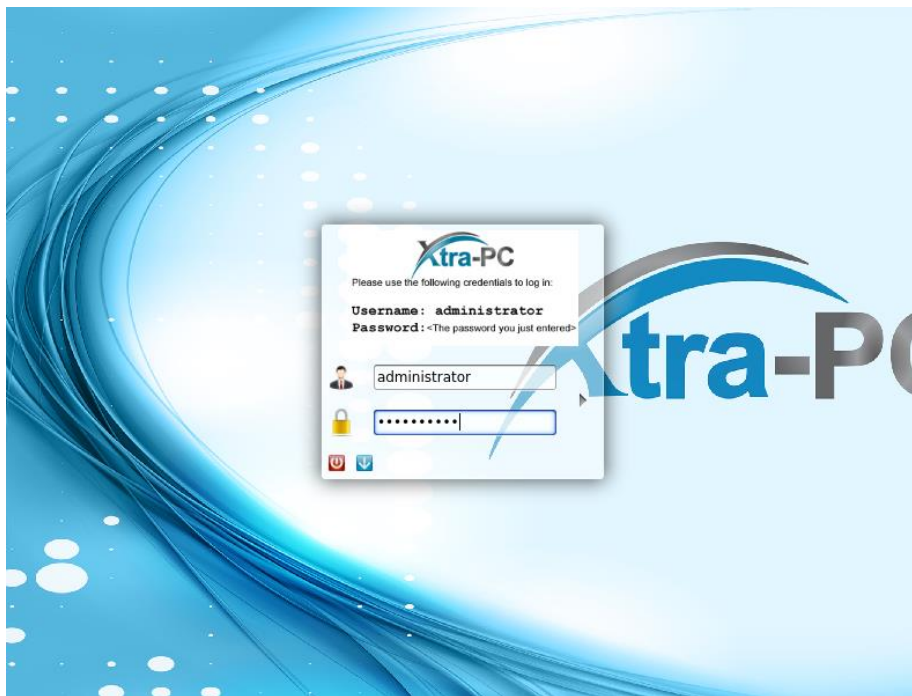 Xtra-PC
Please use the following credentials to log in:
Username: administrator
Password:<The password you just entered>
administrator
••••••••••
Xtra-PC